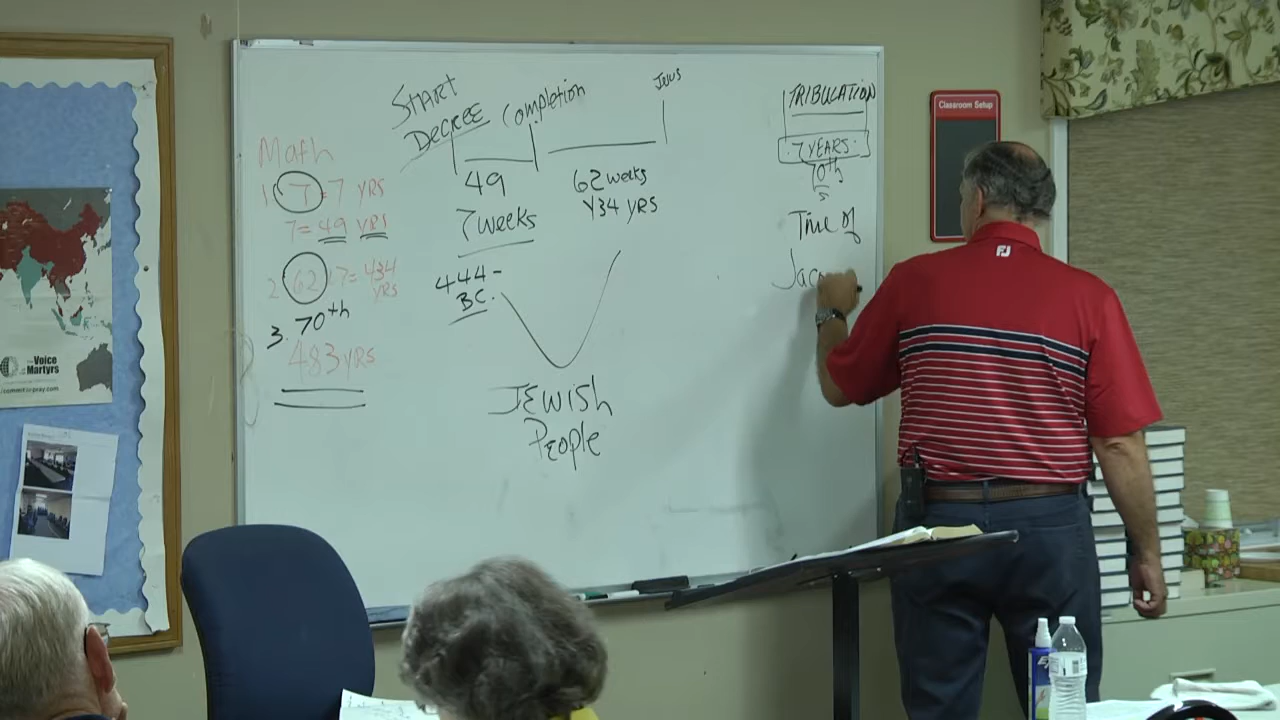 START
DECREE
Completion
Jesus
TRIBULATION
Math
1. 7 = 7 YRS
7 = 49 YRS
2. 62 · 7 = 434
YRS
3. 70th
483 YRS
49
7 weeks
444-
BC.
62 weeks
434 YRS
JEWish
People
7 YEARS.
70th
Time of
Jaco
Classroom Setup
the Voice
Martyrs
FJ